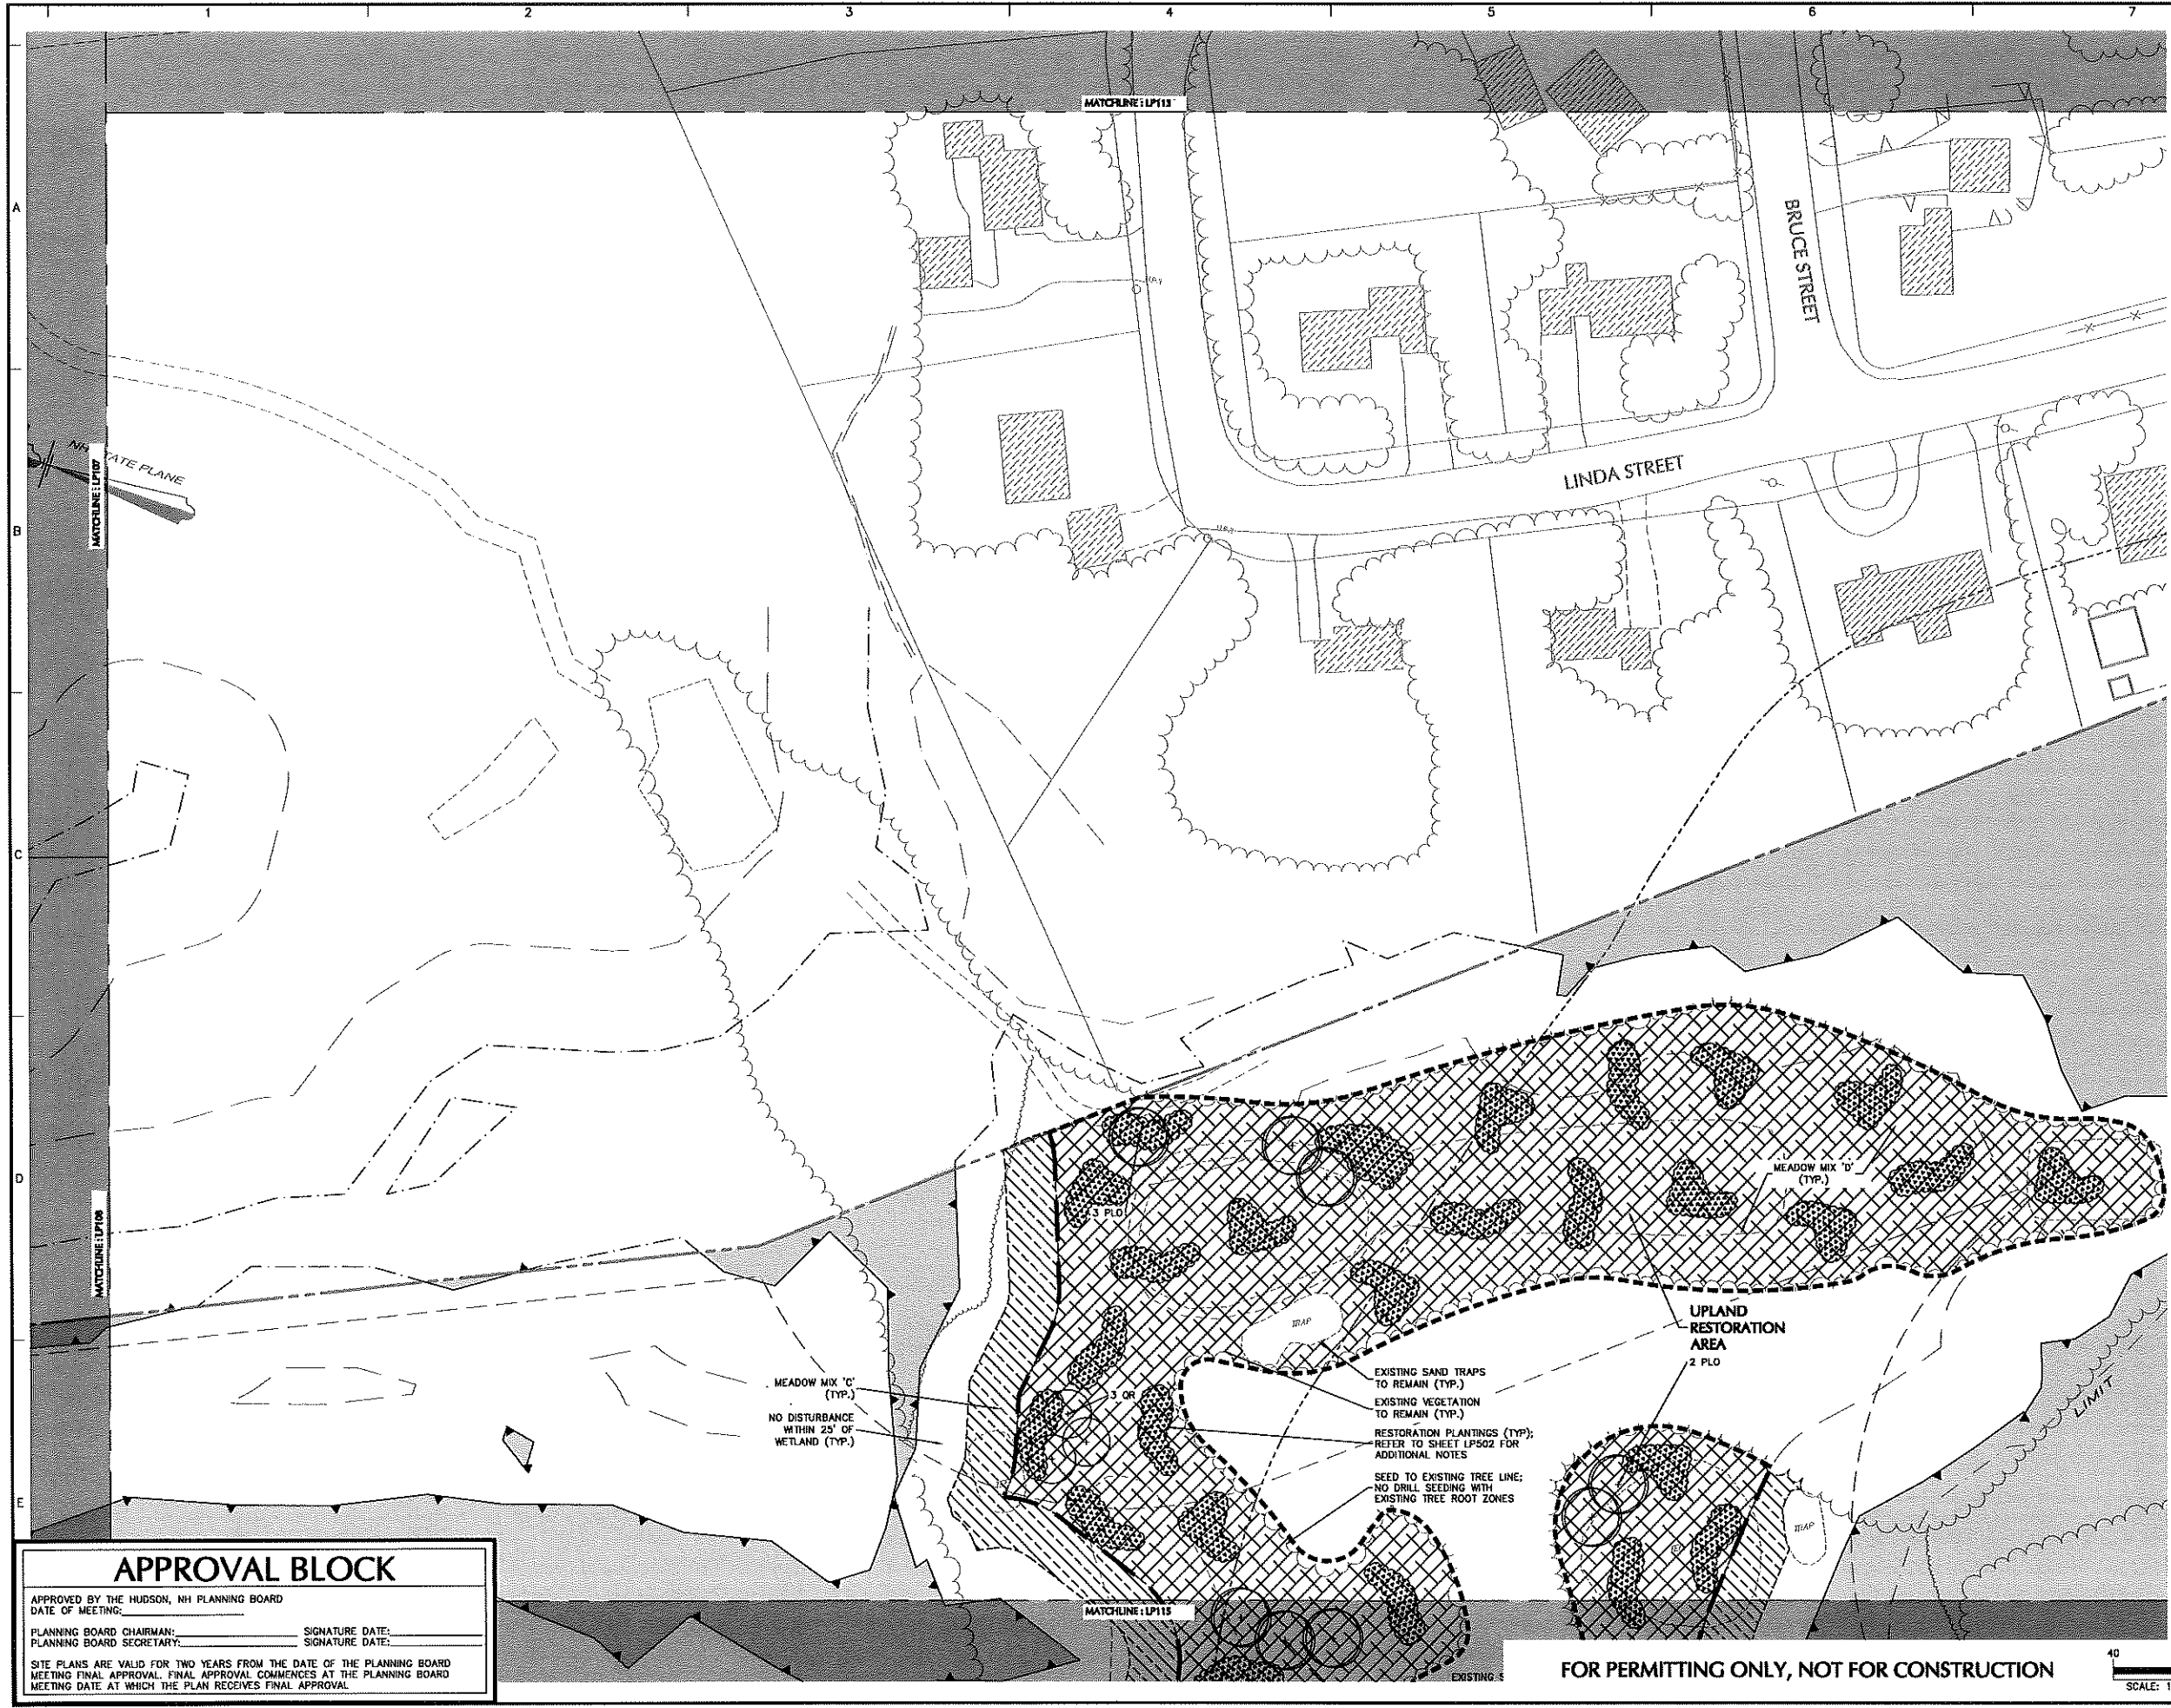 1 2 3 4 5 6 7
A
B
C
D
E
MATCHLINE: LP113
BRUCE STREET
LINDA STREET
MATCHLINE: LP107
MATCHLINE: LP108
MEADOW MIX 'D'
(TYP.)
3 PLO
TRAP
UPLAND
RESTORATION
AREA
2 PLO
MEADOW MIX 'C'
(TYP.)
NO DISTURBANCE
WITHIN 25' OF
WETLAND (TYP.)
3 QR
EXISTING SAND TRAPS
TO REMAIN (TYP.)
EXISTING VEGETATION
TO REMAIN (TYP.)
RESTORATION PLANTINGS (TYP);
REFER TO SHEET LP502 FOR
ADDITIONAL NOTES
SEED TO EXISTING TREE LINE;
NO DRILL SEEDING WITH
EXISTING TREE ROOT ZONES
LIMIT
TRAP
MATCHLINE: LP115
EXISTING S
APPROVAL BLOCK
APPROVED BY THE HUDSON, NH PLANNING BOARD
DATE OF MEETING:
PLANNING BOARD CHAIRMAN: SIGNATURE DATE:
PLANNING BOARD SECRETARY: SIGNATURE DATE:
SITE PLANS ARE VALID FOR TWO YEARS FROM THE DATE OF THE PLANNING BOARD
MEETING FINAL APPROVAL. FINAL APPROVAL COMMENCES AT THE PLANNING BOARD
MEETING DATE AT WHICH THE PLAN RECEIVES FINAL APPROVAL
FOR PERMITTING ONLY, NOT FOR CONSTRUCTION
40
SCALE: 1